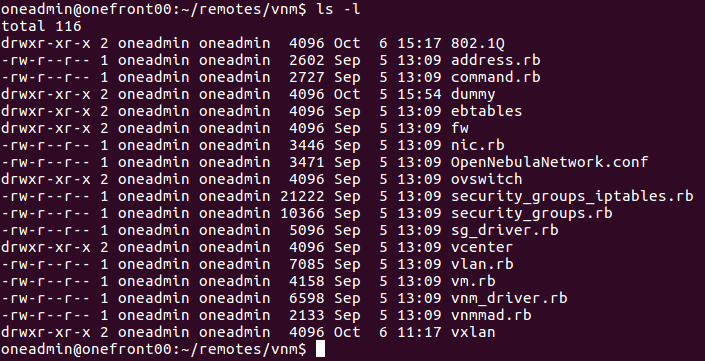 oneadmin@onefront00:~/remotes/vnm$ ls -l
total 116
drwxr-xr-x 2 oneadmin oneadmin  4096 Oct  6 15:17 802.1Q
-rw-r--r-- 1 oneadmin oneadmin  2602 Sep  5 13:09 address.rb
-rw-r--r-- 1 oneadmin oneadmin  2727 Sep  5 13:09 command.rb
drwxr-xr-x 2 oneadmin oneadmin  4096 Oct  5 15:54 dummy
drwxr-xr-x 2 oneadmin oneadmin  4096 Sep  5 13:09 ebtables
drwxr-xr-x 2 oneadmin oneadmin  4096 Sep  5 13:09 fw
-rw-r--r-- 1 oneadmin oneadmin  3446 Sep  5 13:09 nic.rb
-rw-r--r-- 1 oneadmin oneadmin  3471 Sep  5 13:09 OpenNebulaNetwork.conf
drwxr-xr-x 2 oneadmin oneadmin  4096 Sep  5 13:09 ovswitch
-rw-r--r-- 1 oneadmin oneadmin 21222 Sep  5 13:09 security_groups_iptables.rb
-rw-r--r-- 1 oneadmin oneadmin 10366 Sep  5 13:09 security_groups.rb
-rw-r--r-- 1 oneadmin oneadmin  5096 Sep  5 13:09 sg_driver.rb
drwxr-xr-x 2 oneadmin oneadmin  4096 Sep  5 13:09 vcenter
-rw-r--r-- 1 oneadmin oneadmin  7085 Sep  5 13:09 vlan.rb
-rw-r--r-- 1 oneadmin oneadmin  4158 Sep  5 13:09 vm.rb
-rw-r--r-- 1 oneadmin oneadmin  6598 Sep  5 13:09 vnm_driver.rb
-rw-r--r-- 1 oneadmin oneadmin  2133 Sep  5 13:09 vnmmad.rb
drwxr-xr-x 2 oneadmin oneadmin  4096 Oct  6 11:17 vxlan
oneadmin@onefront00:~/remotes/vnm$